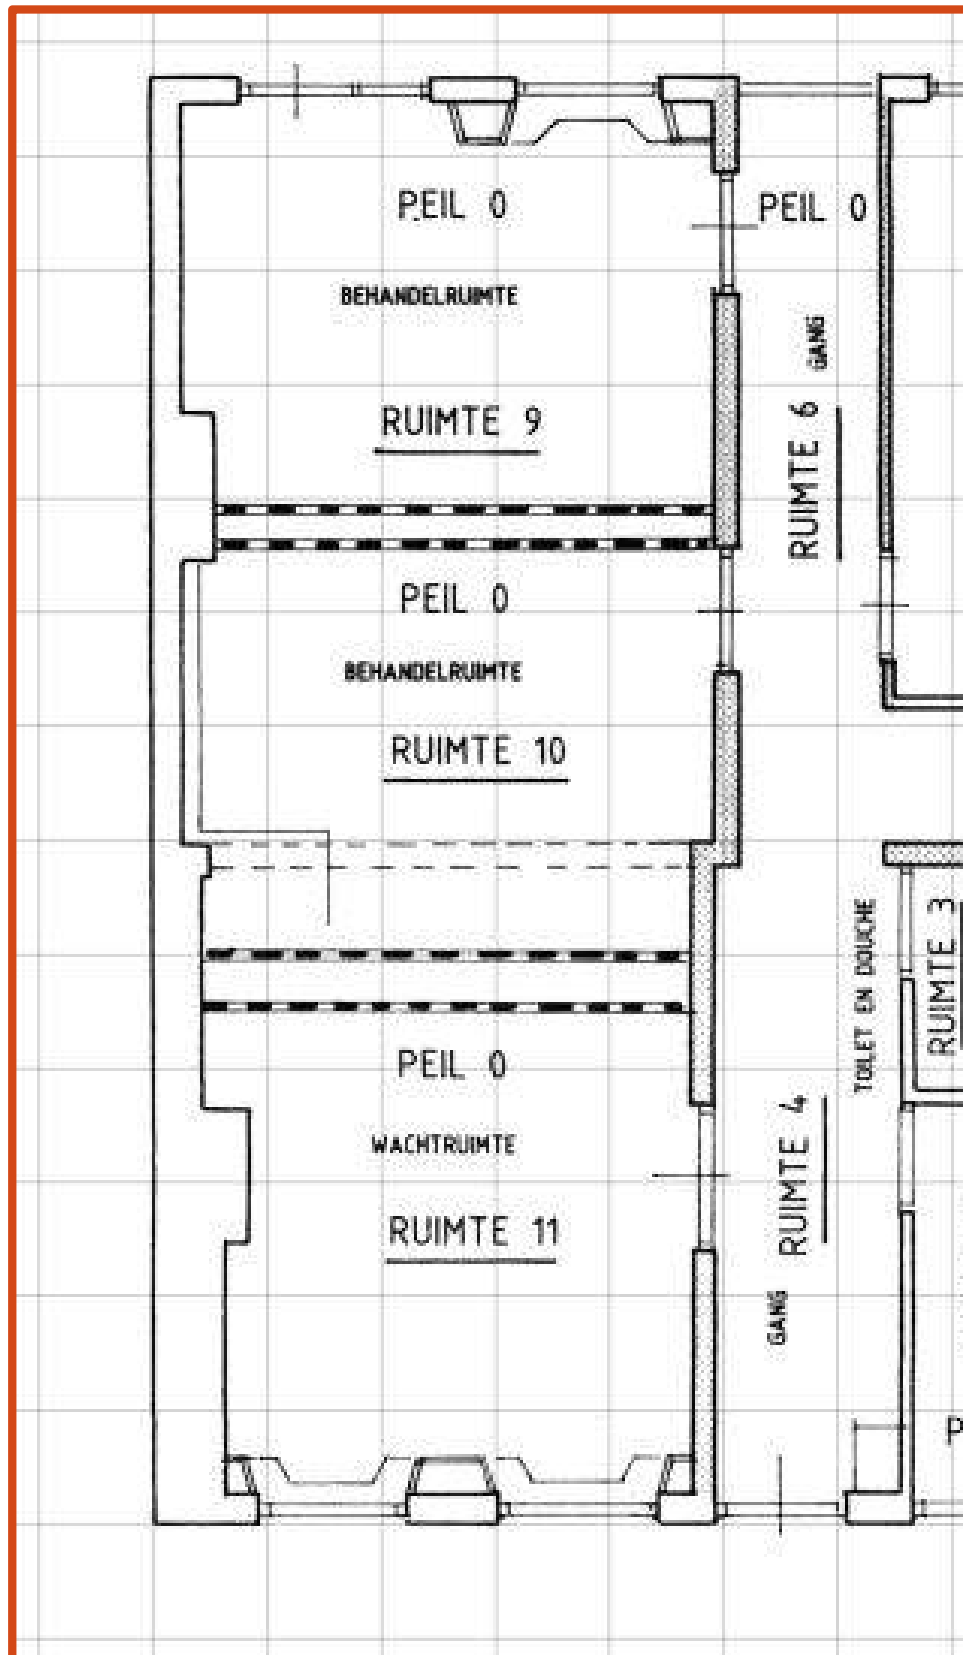 PEIL 0
PEIL 0
BEHANDELRUIMTE
GANG
RUIMTE 9
RUIMTE 6
PEIL 0
BEHANDELRUIMTE
RUIMTE 10
TOILET EN DOUCHE
RUIMTE 3
PEIL 0
WACHTRUIMTE
RUIMTE 4
RUIMTE 11
GANG